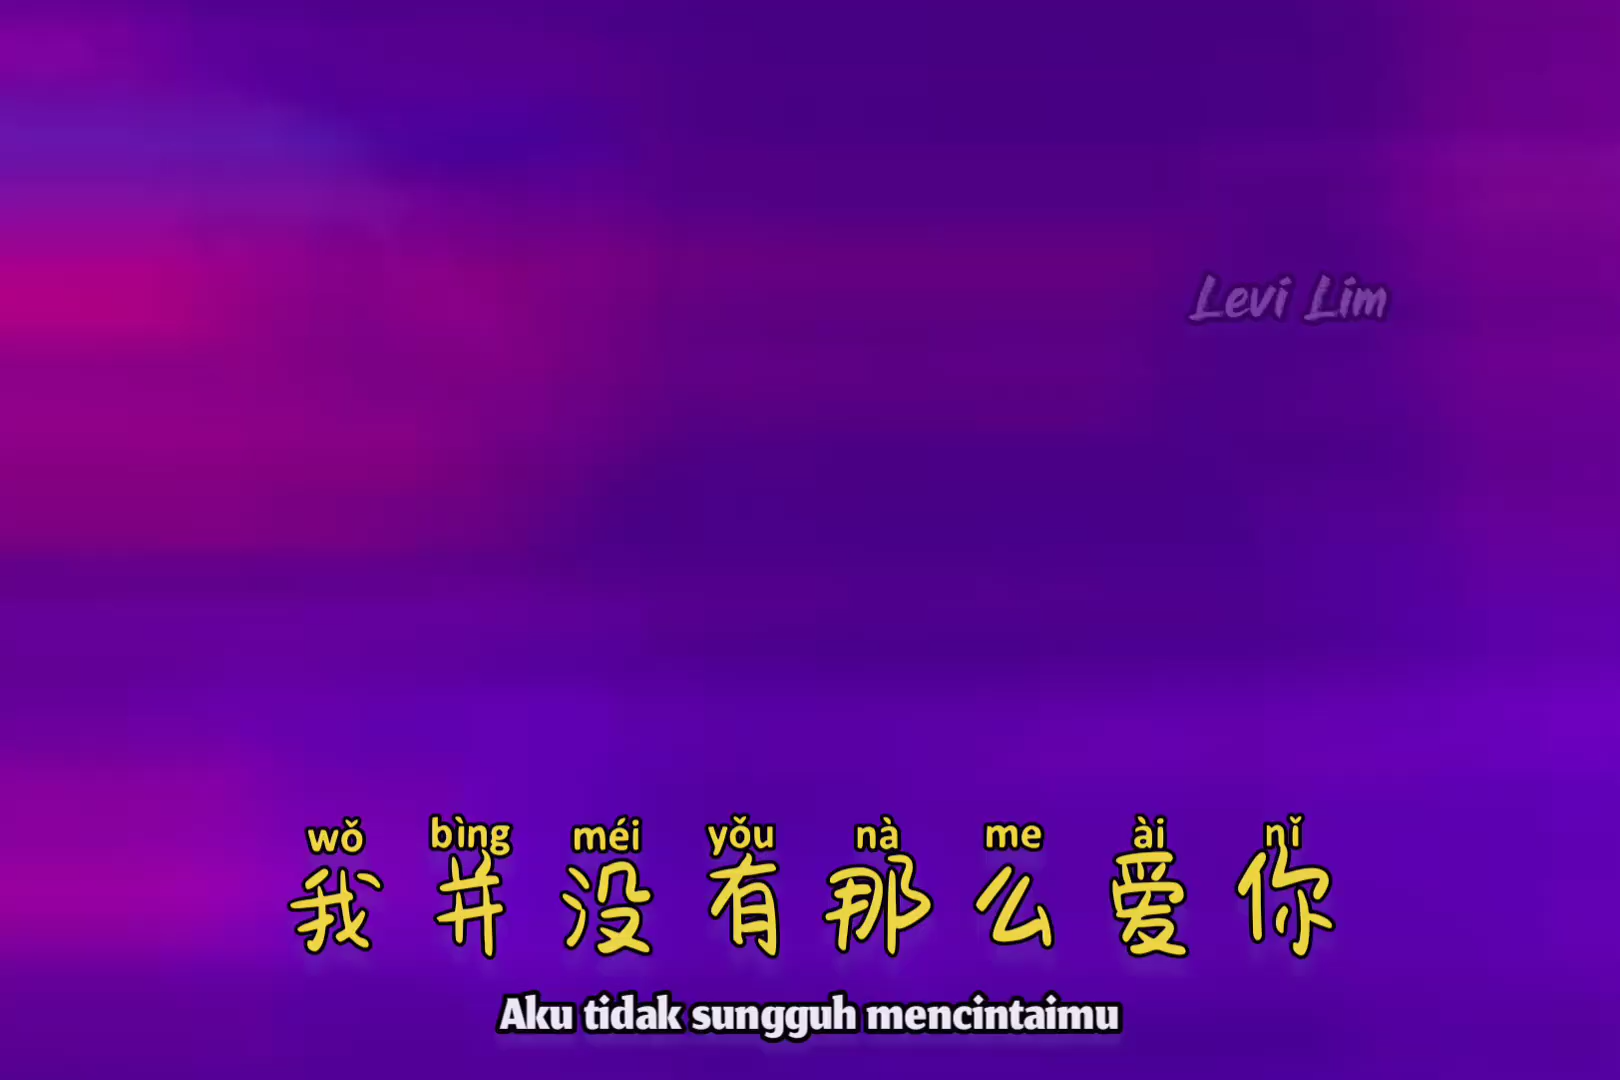 Levi Lim
wǒ bìng méi yǒu nà me ài nǐ
我并没有那么爱你
Aku tidak sungguh mencintaimu